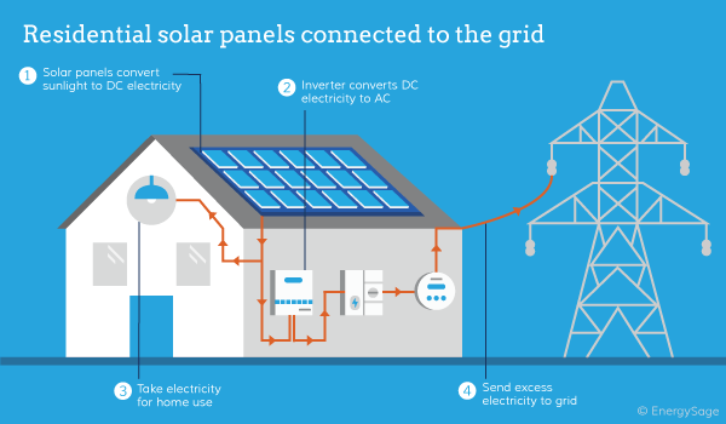 Residential solar panels connected to the grid
1 Solar panels convert
sunlight to DC electricity
2 Inverter converts DC
electricity to AC
3 Take electricity
for home use
4 Send excess
electricity to grid
© EnergySage